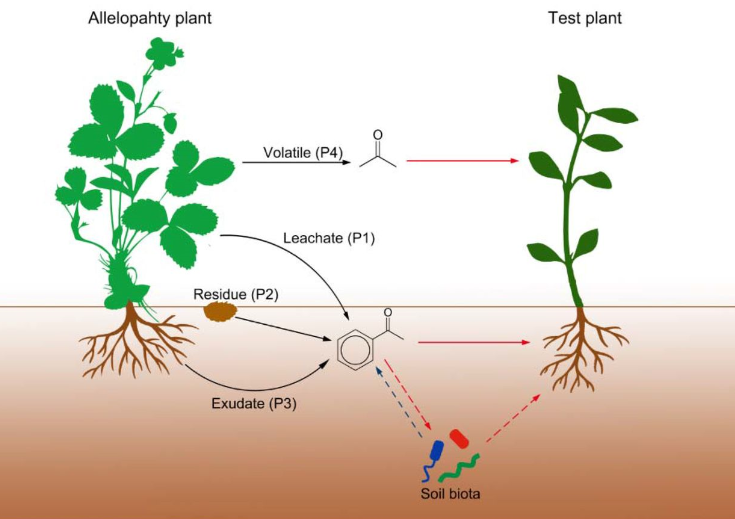 Allelopahty plant
Test plant
Volatile (P4)
O
Leachate (P1)
Residue (P2)
O
Exudate (P3)
Soil biota